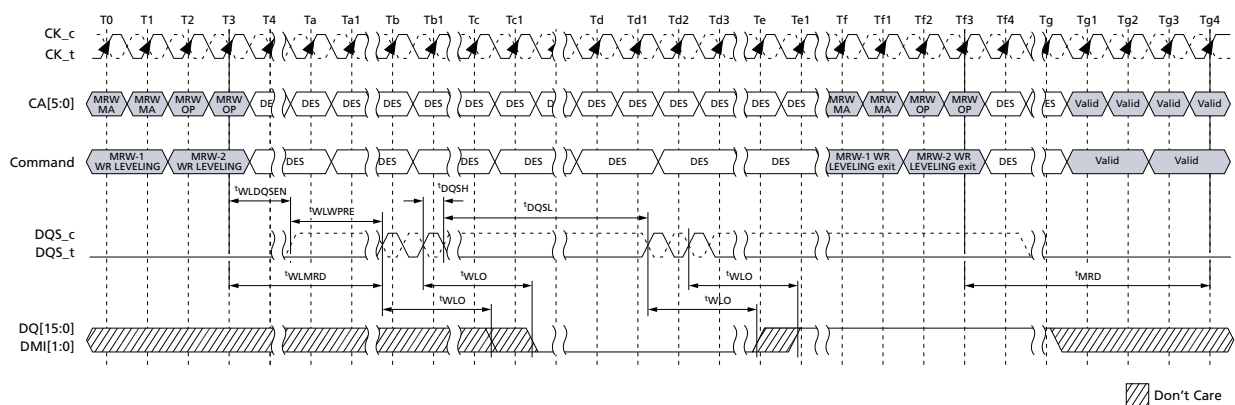 T0 T1 T2 T3 T4 Ta Ta1 Tb Tb1 Tc Tc1 Td Td1 Td2 Td3 Te Te1 Tf Tf1 Tf2 Tf3 Tf4 Tg Tg1 Tg2 Tg3 Tg4
CK_c
CK_t
CA[5:0]
MRW MRW MRW MRW DE DES DES DES DES DES DES D DES DES DES DES DES DES MRW MRW MRW MRW DES ES Valid Valid Valid Valid
MA MA OP OP MA MA OP OP
Command
MRW-1 MRW-2 DES DES DES DES DES DES DES MRW-1 WR MRW-2 WR DES Valid Valid
WR LEVELING WR LEVELING LEVELING exit LEVELING exit
tWLDQSEN tDQSH
tWLWPRE tDQSL
DQS_c
DQS_t
tWLMRD tWLO tWLO tMRD
tWLO tWLO
DQ[15:0]
DMI[1:0]
Don't Care